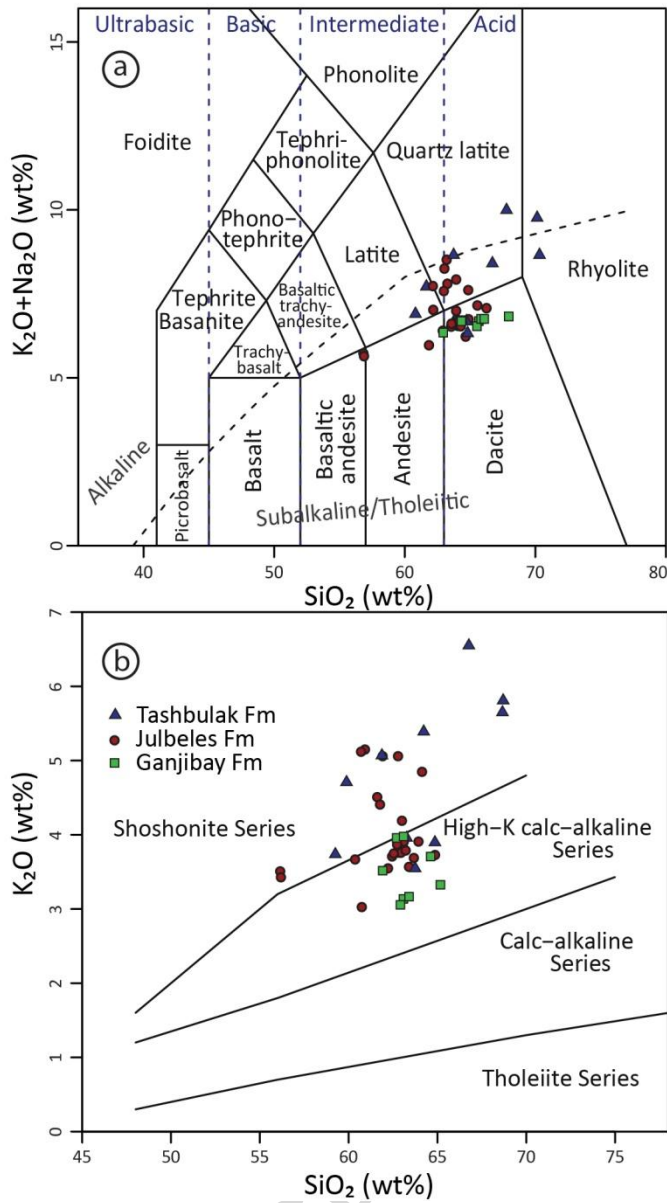 15
10
5
0
K₂O+Na₂O (wt%)
Ultrabasic
Basic
Intermediate
Acid
a
Phonolite
Foidite
Tephri-
phonolite
Quartz latite
Phono-
tephrite
Latite
Rhyolite
Tephrite
Basanite
Basaltic
trachy-
andesite
Trachy-
basalt
Alkaline
Picrobasalt
Basalt
Basaltic
andesite
Andesite
Dacite
Subalkaline/Tholeiitic
40
50
60
70
80
SiO₂ (wt%)
7
6
5
4
3
2
1
0
K₂O (wt%)
b
Tashbulak Fm
Julbeles Fm
Ganjibay Fm
Shoshonite Series
High−K calc−alkaline
Series
Calc−alkaline
Series
Tholeiite Series
45
50
55
60
65
70
75
SiO₂ (wt%)